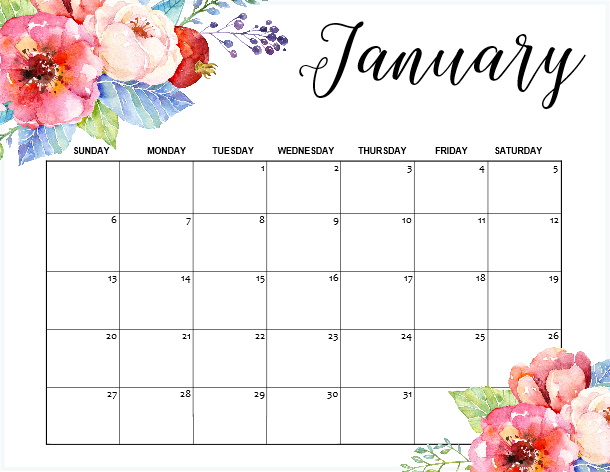 January
SUNDAY MONDAY TUESDAY WEDNESDAY THURSDAY FRIDAY SATURDAY
1 2 3 4 5
6 7 8 9 10 11 12
13 14 15 16 17 18 19
20 21 22 23 24 25 26
27 28 29 30 31